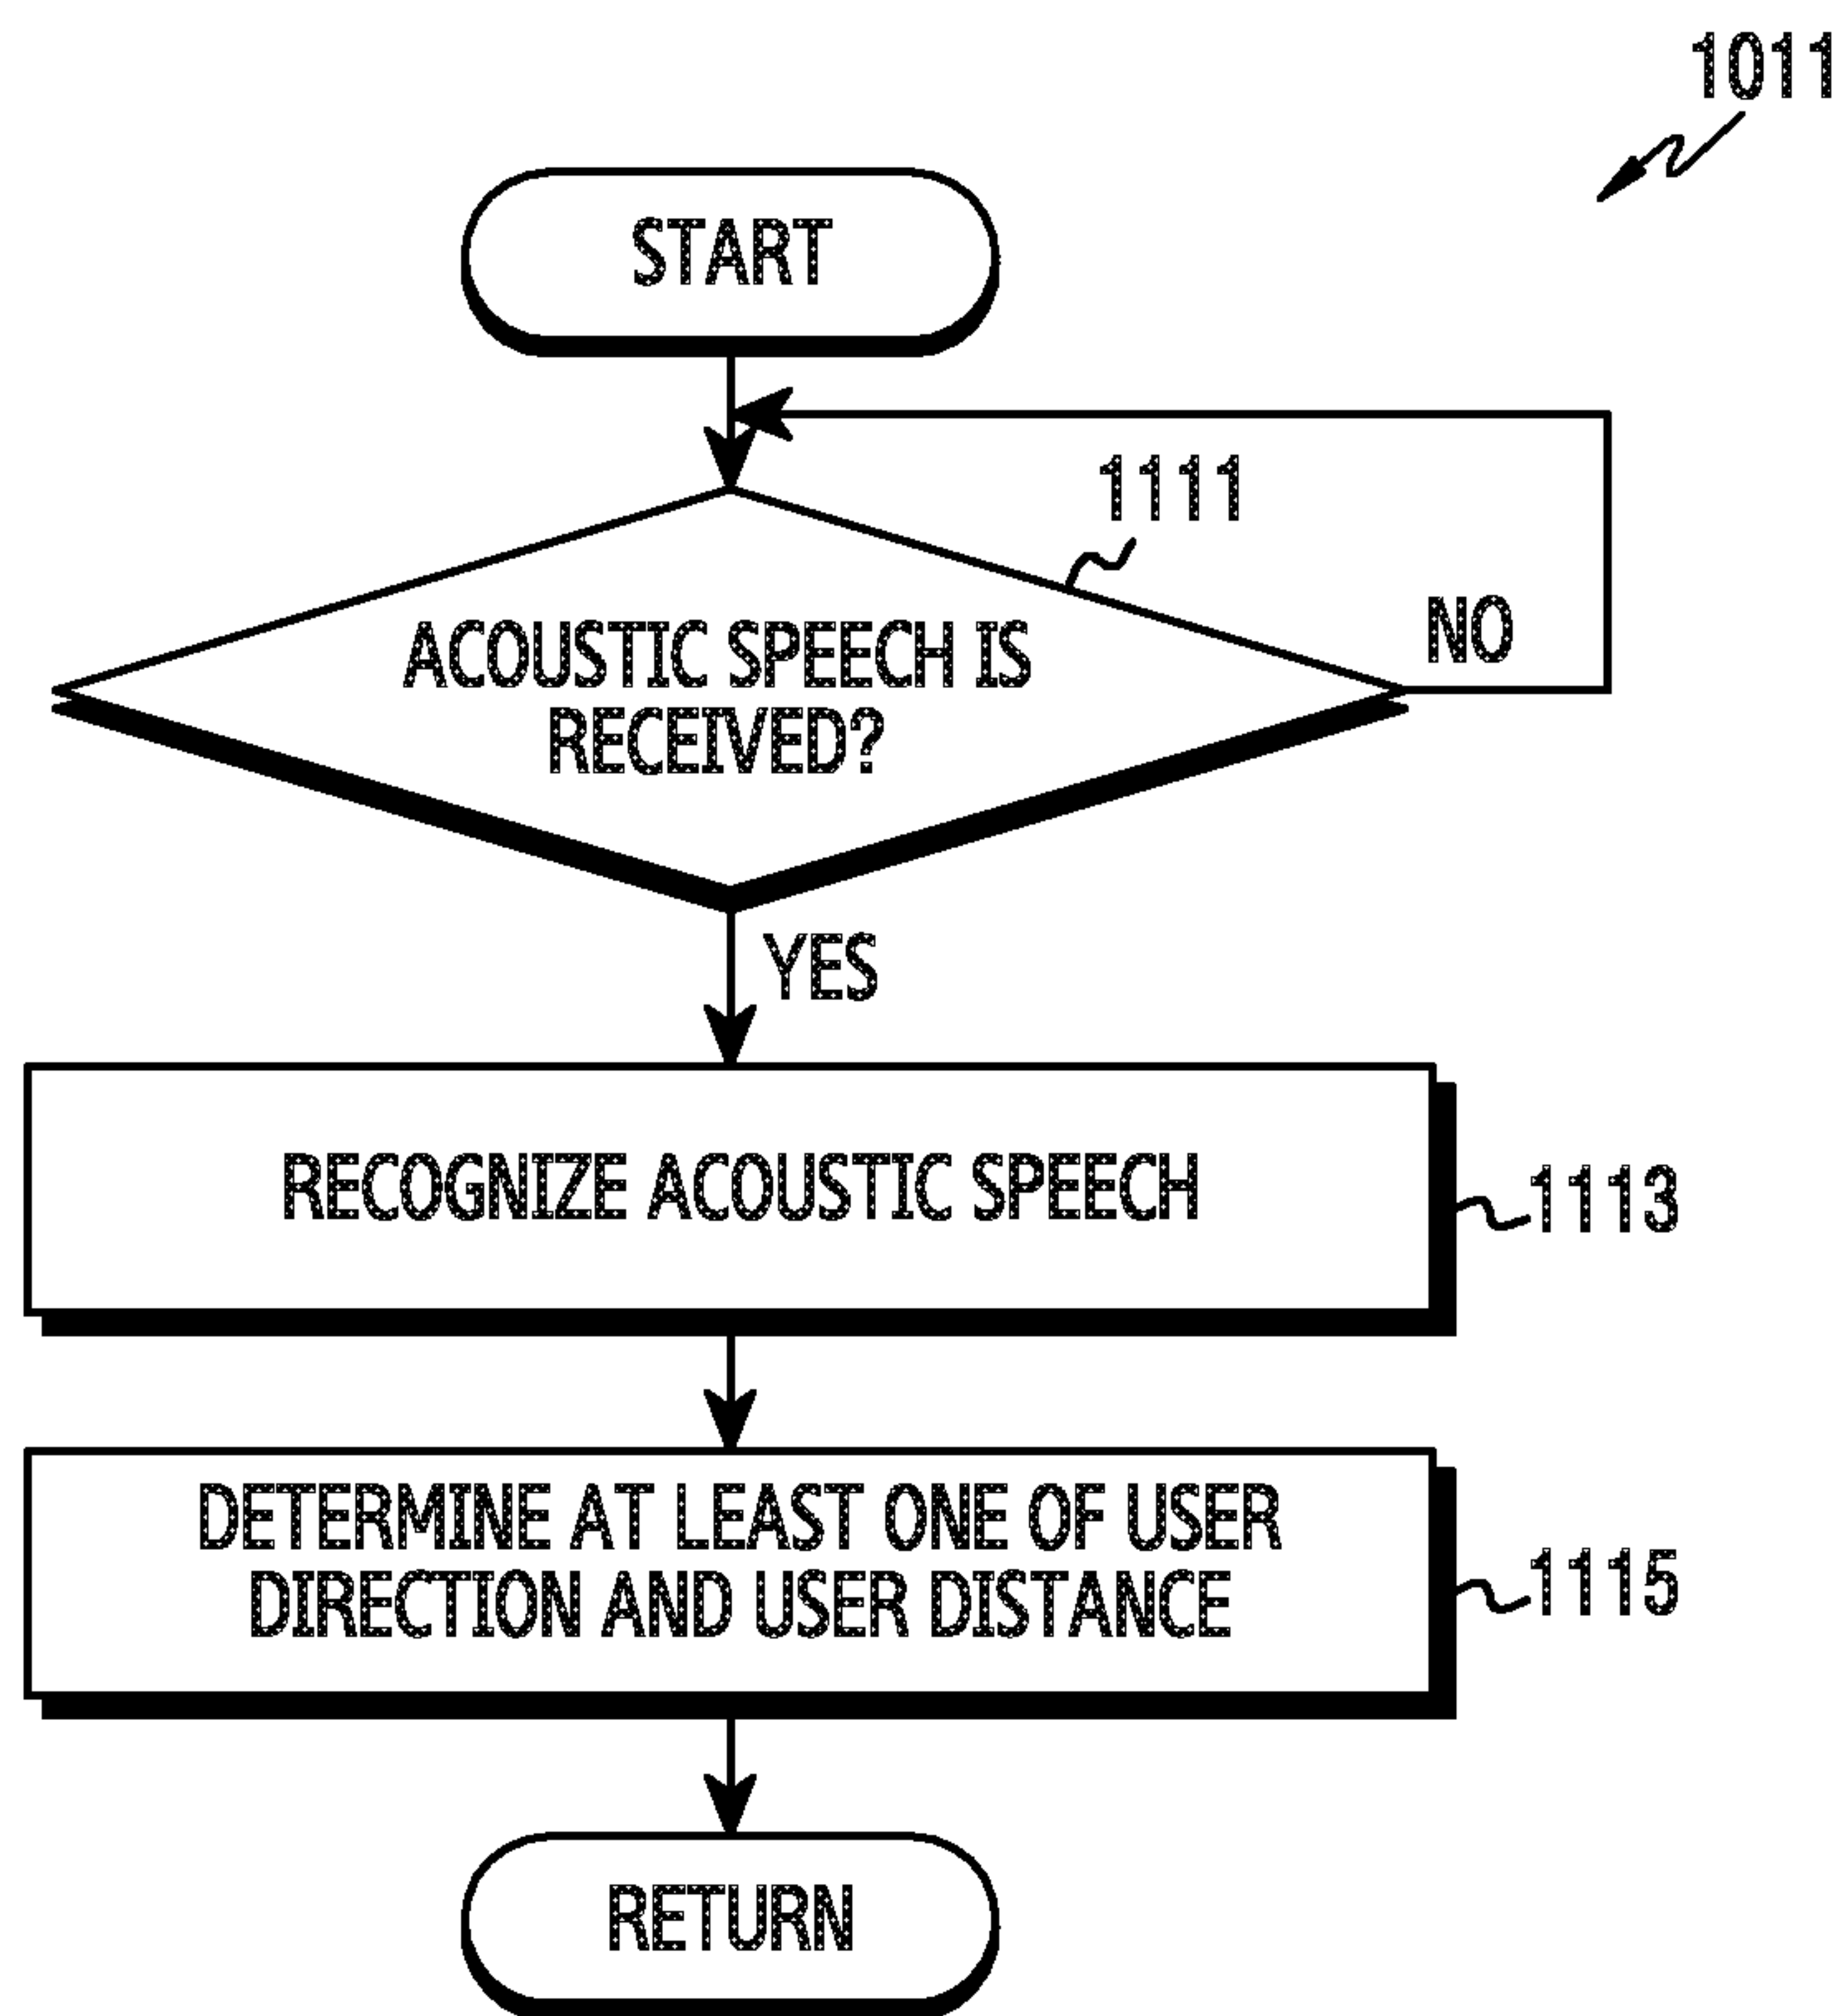 1011
START
1111
ACOUSTIC SPEECH IS
RECEIVED?
NO
YES
RECOGNIZE ACOUSTIC SPEECH
1113
DETERMINE AT LEAST ONE OF USER
DIRECTION AND USER DISTANCE
1115
RETURN